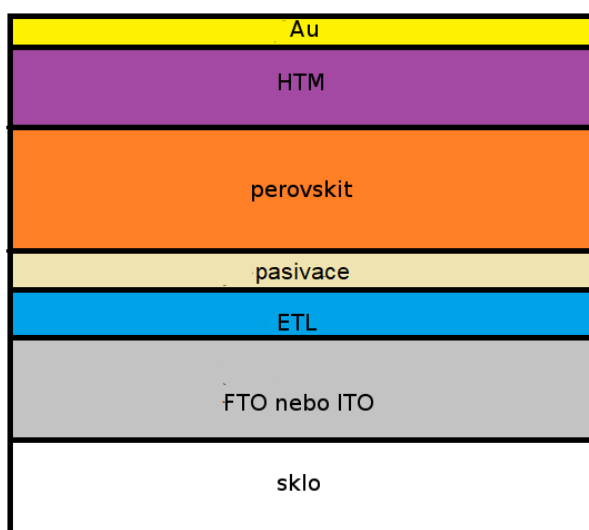 Au
HTM
perovskit
pasivace
ETL
FTO nebo ITO
sklo